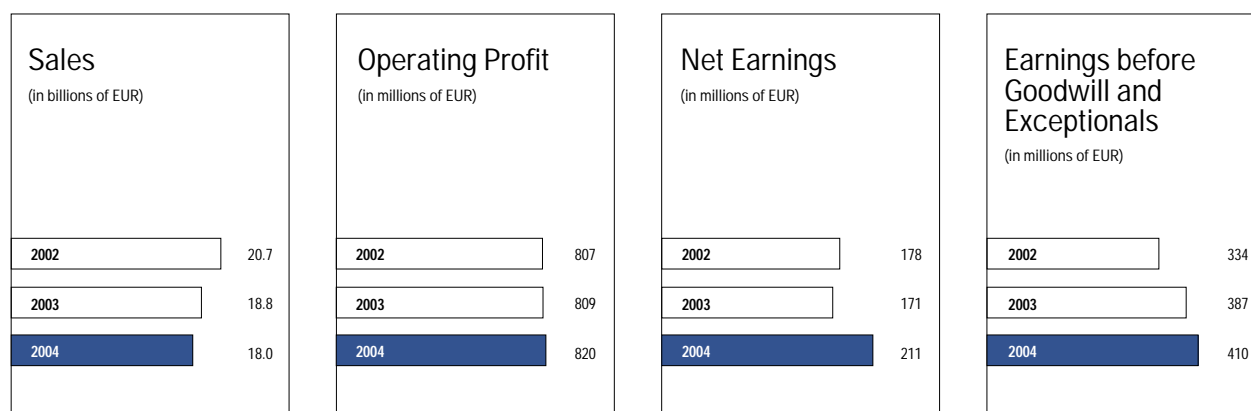 Sales
(in billions of EUR)
2002 20.7
2003 18.8
2004 18.0
Operating Profit
(in millions of EUR)
2002 807
2003 809
2004 820
Net Earnings
(in millions of EUR)
2002 178
2003 171
2004 211
Earnings before
Goodwill and
Exceptionals
(in millions of EUR)
2002 334
2003 387
2004 410